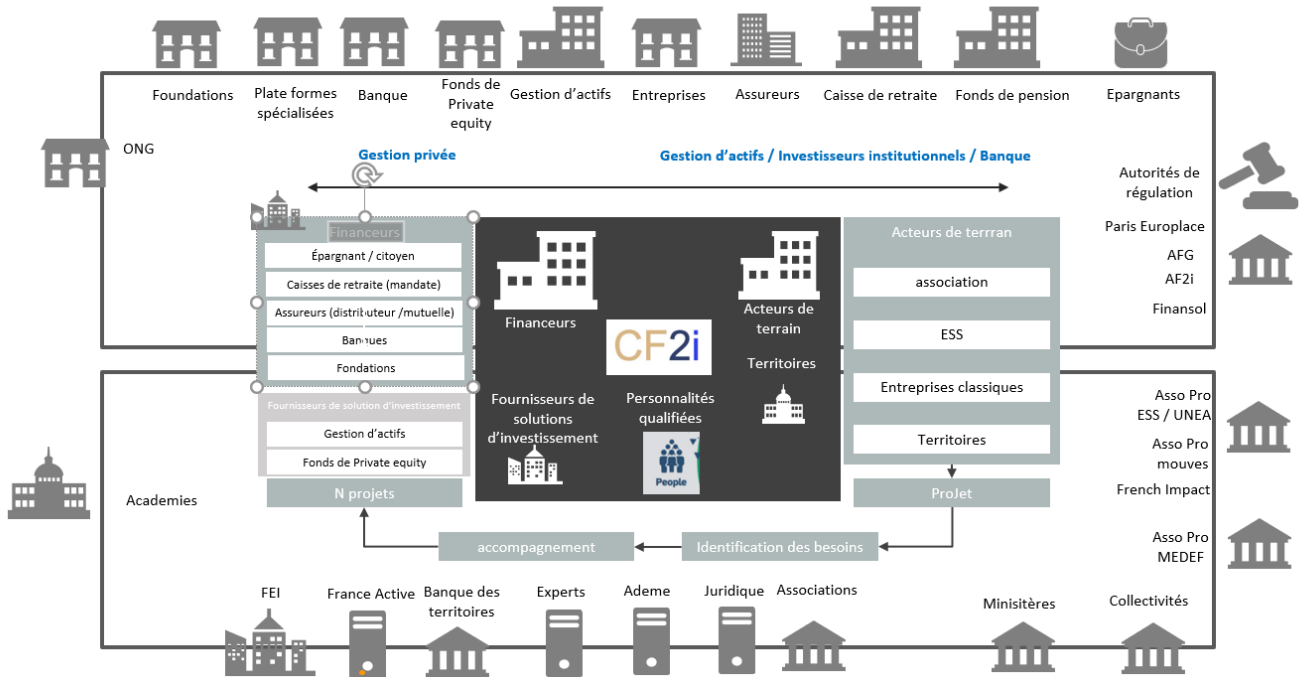 Foundations
Plate formes
spécialisées
Banque
Fonds de
Private
equity
Gestion d'actifs
Entreprises
Assureurs
Caisse de retraite
Fonds de pension
Epargnants
ONG
Gestion privée
Gestion d'actifs / Investisseurs institutionnels / Banque
Autorités de
régulation
Paris Europlace
AFG
AF2i
Finansol
Financeurs
Épargnant / citoyen
Caisses de retraite (mandate)
Assureurs (distributeur /mutuelle)
Banques
Fondations
Fournisseurs de solution d'investissement
Gestion d'actifs
Fonds de Private equity
N projets
Financeurs
CF2i
Acteurs de
terrain
Territoires
Fournisseurs de
solutions
d'investissement
Personnalités
qualifiées
People
Acteurs de terrran
association
ESS
Entreprises classiques
Territoires
ProJet
Identification des besoins
accompagnement
Academies
Asso Pro
ESS / UNEA
Asso Pro
mouves
French Impact
Asso Pro
MEDEF
FEI
France Active
Banque des
territoires
Experts
Ademe
Juridique
Associations
Minisitères
Collectivités